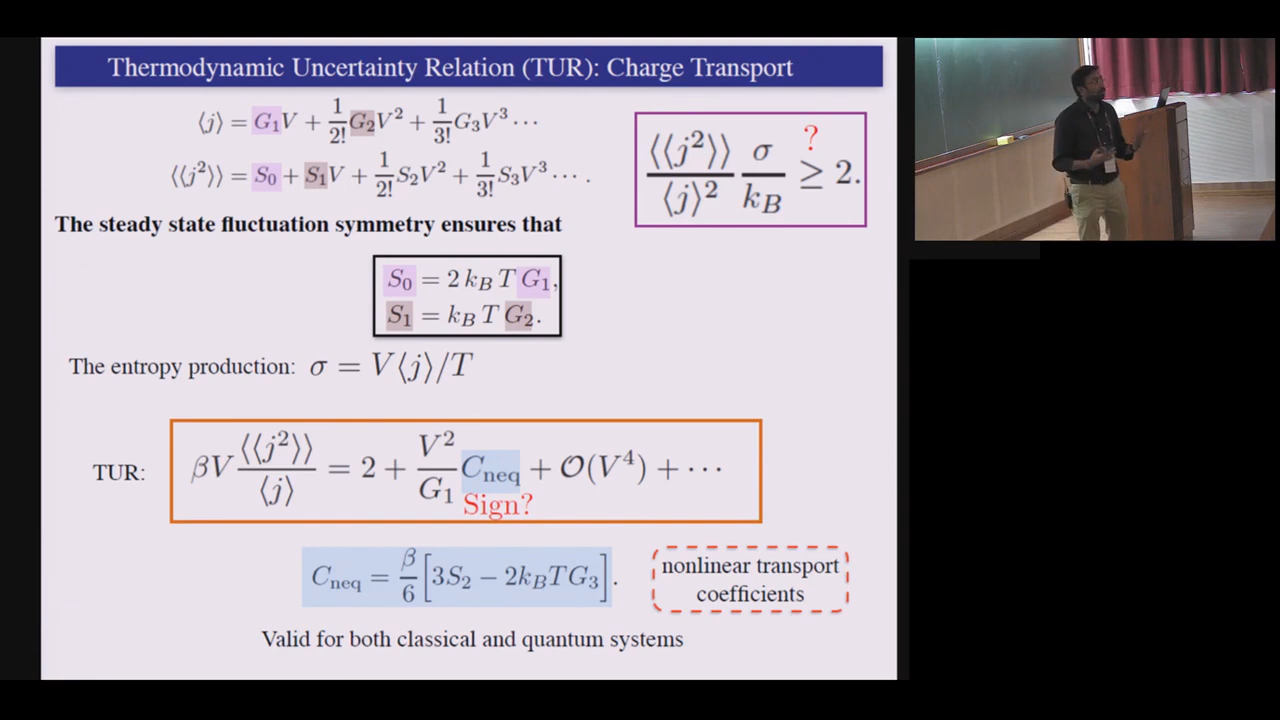 Thermodynamic Uncertainty Relation (TUR): Charge Transport
⟨j⟩ = G₁V + 1/2! G₂V² + 1/3! G₃V³ ⋯
⟨⟨j²⟩⟩ = S₀ + S₁V + 1/2! S₂V² + 1/3! S₃V³ ⋯ .
⟨⟨j²⟩⟩/⟨j⟩² σ/k_B ≥ 2.
?
The steady state fluctuation symmetry ensures that
S₀ = 2 k_B T G₁,
S₁ = k_B T G₂.
The entropy production: σ = V⟨j⟩/T
TUR: βV ⟨⟨j²⟩⟩/⟨j⟩ = 2 + V²/G₁ C_neq + 𝒪(V⁴) + ⋯
Sign?
C_neq = β/6 [3S₂ − 2k_BTG₃].
nonlinear transport
coefficients
Valid for both classical and quantum systems